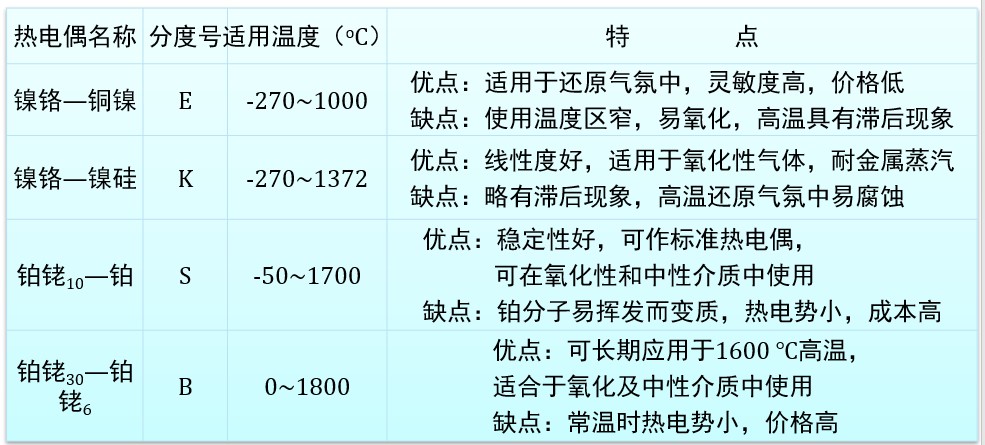 热电偶名称 分度号 适用温度（℃） 特 点
镍铬—铜镍 E -270~1000 优点：适用于还原气氛中，灵敏度高，价格低
缺点：使用温度区窄，易氧化，高温具有滞后现象
镍铬—镍硅 K -270~1372 优点：线性度好，适用于氧化性气体，耐金属蒸汽
缺点：略有滞后现象，高温还原气氛中易腐蚀
铂铑10—铂 S -50~1700 优点：稳定性好，可作标准热电偶，
可在氧化性和中性介质中使用
缺点：铂分子易挥发而变质，热电势小，成本高
铂铑30—铂
铑6 B 0~1800 优点：可长期应用于1600 ℃高温，
适合于氧化及中性介质中使用
缺点：常温时热电势小，价格高